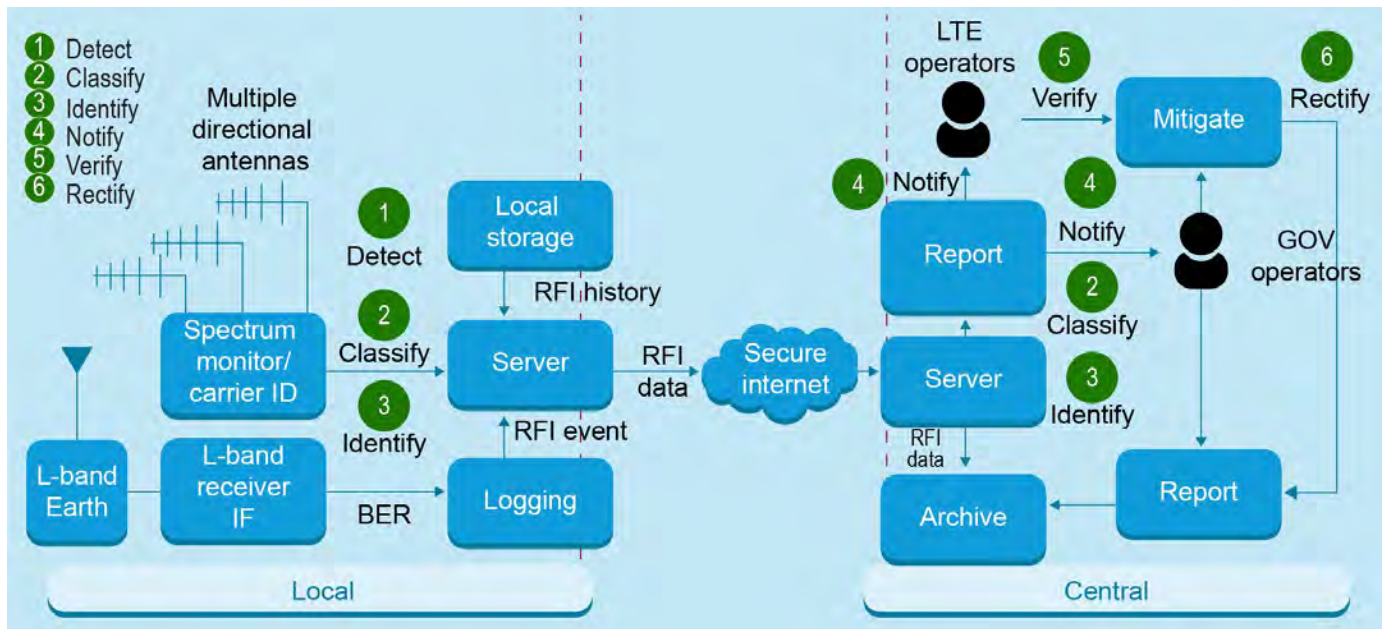 1 Detect
2 Classify
3 Identify
4 Notify
5 Verify
6 Rectify
Multiple
directional
antennas
1
Detect
2
Classify
3
Identify
Spectrum
monitor/
carrier ID
L-band
Earth
L-band
receiver
IF
BER
Local
storage
RFI history
Server
RFI event
Logging
RFI
data
Secure
internet
Local
LTE
operators
5
Verify
Mitigate
6
Rectify
4 Notify
4
Notify
Report
GOV
operators
2
Classify
Server
3
Identify
RFI
data
Archive
Report
Central